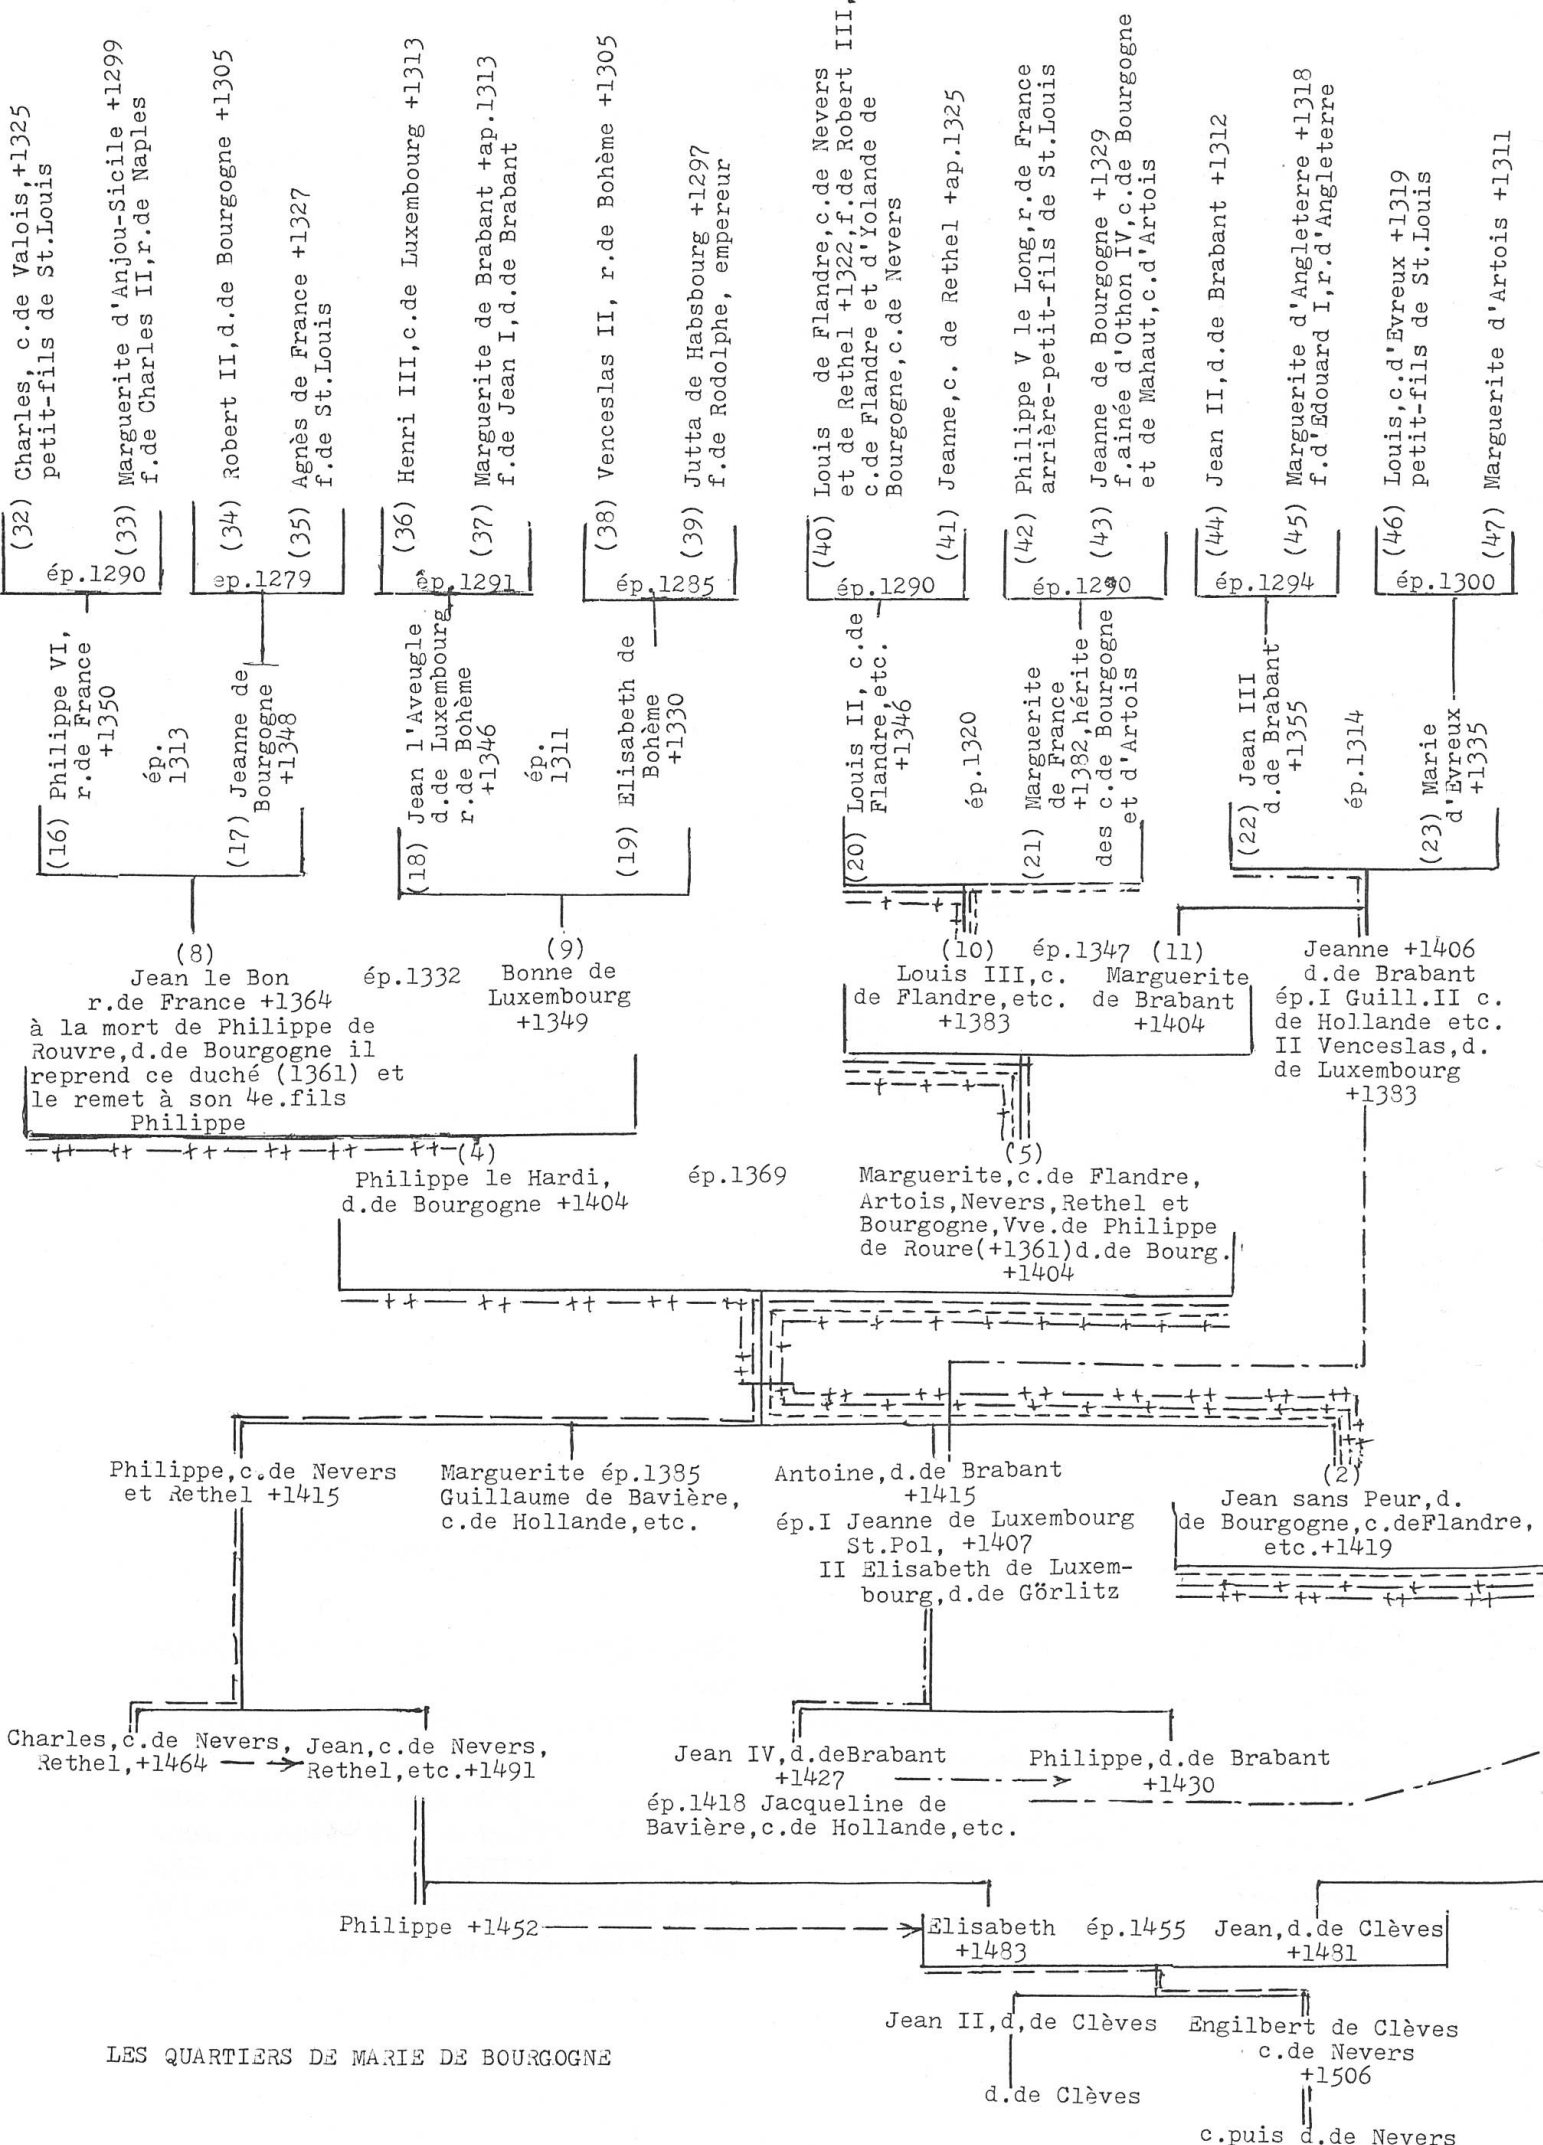 (32) Charles, c.de Valois,+1325
petit-fils de St.Louis
(33) Marguerite d'Anjou-Sicile +1299
f.de Charles II,r.de Naples
(34) Robert II,d.de Bourgogne +1305
(35) Agnès de France +1327
f.de St.Louis
(36) Henri III,c.de Luxembourg +1313
(37) Marguerite de Brabant +ap.1313
f.de Jean I,d.de Brabant
(38) Venceslas II, r.de Bohème +1305
(39) Jutta de Habsbourg +1297
f.de Rodolphe, empereur
(40) Louis de Flandre,c.de Nevers
et de Rethel +1322,f.de Robert III,
c.de Flandre et d'Yolande de
Bourgogne,c.de Nevers
(41) Jeanne,c. de Rethel +ap.1325
(42) Philippe V le Long,r.de France
arrière-petit-fils de St.Louis
(43) Jeanne de Bourgogne +1329
f.ainée d'Othon IV,c.de Bourgogne
et de Mahaut,c.d'Artois
(44) Jean II,d.de Brabant +1312
(45) Marguerite d'Angleterre +1318
f.d'Edouard I,r.d'Angleterre
(46) Louis,c.d'Evreux +1319
petit-fils de St.Louis
(47) Marguerite d'Artois +1311
ép.1290
ep.1279
ép.1291
ép.1285
ép.1290
ép.1290
ép.1294
ép.1300
(16) Philippe VI,
r.de France
+1350
ép.
1313
(17) Jeanne de
Bourgogne
+1348
(18) Jean l'Aveugle
d.de Luxembourg
r.de Bohème
+1346
ép.
1311
(19) Elisabeth de
Bohème
+1330
(20) Louis II, c.de
Flandre,etc.
+1346
ép.1320
(21) Marguerite
de France
+1382,hérite
des c.de Bourgogne
et d'Artois
(22) Jean III
d.de Brabant
+1355
ép.1314
(23) Marie
d'Evreux
+1335
(8)
Jean le Bon
r.de France +1364
à la mort de Philippe de
Rouvre,d.de Bourgogne il
reprend ce duché (1361) et
le remet à son 4e.fils
Philippe
ép.1332
(9)
Bonne de
Luxembourg
+1349
(10)
Louis III,c.
de Flandre,etc.
+1383
ép.1347
(11)
Marguerite
de Brabant
+1404
Jeanne +1406
d.de Brabant
ép.I Guill.II c.
de Hollande etc.
II Venceslas,d.
de Luxembourg
+1383
(4)
Philippe le Hardi,
d.de Bourgogne +1404
ép.1369
(5)
Marguerite,c.de Flandre,
Artois,Nevers,Rethel et
Bourgogne,Vve.de Philippe
de Roure(+1361)d.de Bourg.
+1404
Philippe,c.de Nevers
et Rethel +1415
Marguerite ép.1385
Guillaume de Bavière,
c.de Hollande,etc.
Antoine,d.de Brabant
+1415
ép.I Jeanne de Luxembourg
St.Pol, +1407
II Elisabeth de Luxem-
bourg,d.de Görlitz
(2)
Jean sans Peur,d.
de Bourgogne,c.deFlandre,
etc.+1419
Charles,c.de Nevers,
Rethel,+1464
Jean,c.de Nevers,
Rethel,etc.+1491
Jean IV,d.deBrabant
+1427
ép.1418 Jacqueline de
Bavière,c.de Hollande,etc.
Philippe,d.de Brabant
+1430
Philippe +1452
Elisabeth
+1483
ép.1455
Jean,d.de Clèves
+1481
Jean II,d,de Clèves
d.de Clèves
Engilbert de Clèves
c.de Nevers
+1506
c.puis d.de Nevers
LES QUARTIERS DE MARIE DE BOURGOGNE